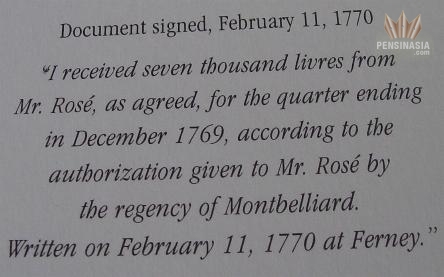 Document signed, February 11, 1770
PENSINASIA
.com
"I received seven thousand livres from
Mr. Rosé, as agreed, for the quarter ending
in December 1769, according to the
authorization given to Mr. Rosé by
the regency of Montbelliard.
Written on February 11, 1770 at Ferney."